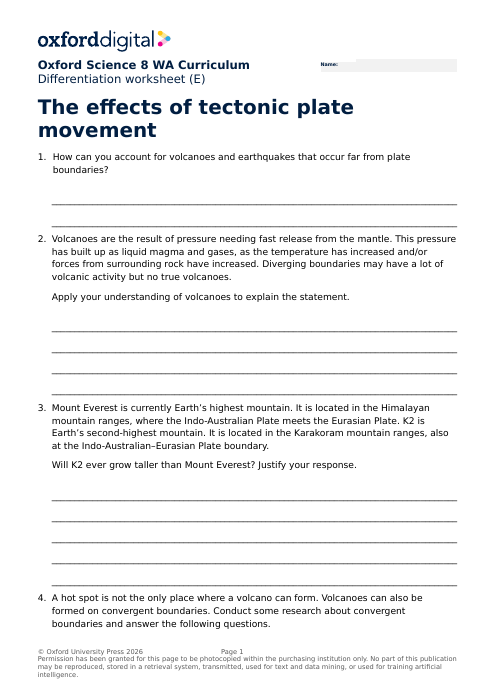 oxforddigital
Oxford Science 8 WA Curriculum
Name:
Differentiation worksheet (E)
The effects of tectonic plate
movement
1. How can you account for volcanoes and earthquakes that occur far from plate
boundaries?
2. Volcanoes are the result of pressure needing fast release from the mantle. This pressure
has built up as liquid magma and gases, as the temperature has increased and/or
forces from surrounding rock have increased. Diverging boundaries may have a lot of
volcanic activity but no true volcanoes.
Apply your understanding of volcanoes to explain the statement.
3. Mount Everest is currently Earth’s highest mountain. It is located in the Himalayan
mountain ranges, where the Indo-Australian Plate meets the Eurasian Plate. K2 is
Earth’s second-highest mountain. It is located in the Karakoram mountain ranges, also
at the Indo-Australian–Eurasian Plate boundary.
Will K2 ever grow taller than Mount Everest? Justify your response.
4. A hot spot is not the only place where a volcano can form. Volcanoes can also be
formed on convergent boundaries. Conduct some research about convergent
boundaries and answer the following questions.
© Oxford University Press 2026 Page 1
Permission has been granted for this page to be photocopied within the purchasing institution only. No part of this publication
may be reproduced, stored in a retrieval system, transmitted, used for text and data mining, or used for training artificial
intelligence.